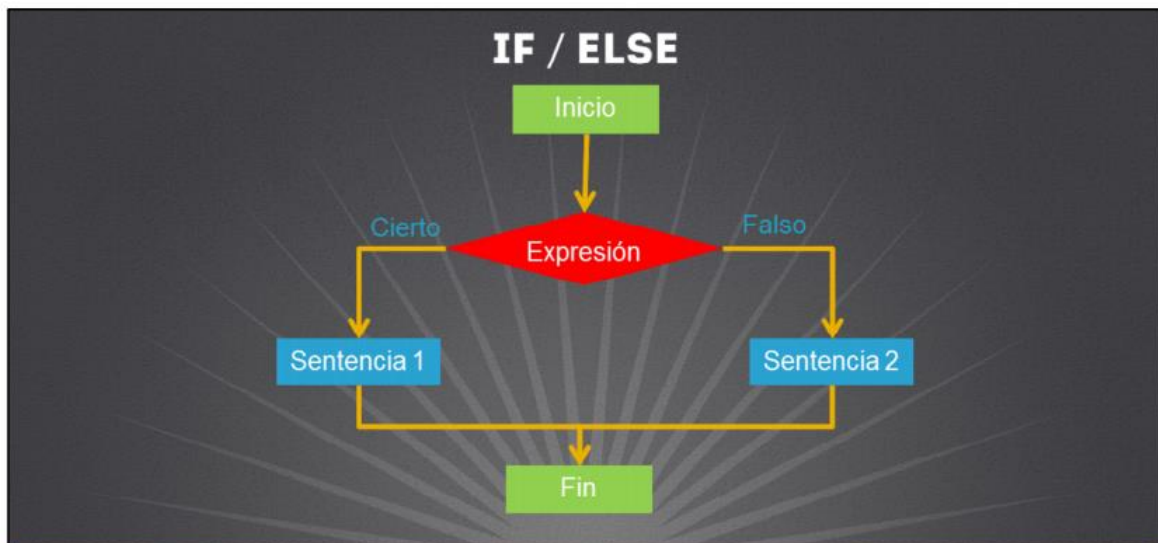 IF / ELSE
Inicio
Cierto
Falso
Expresión
Sentencia 1
Sentencia 2
Fin